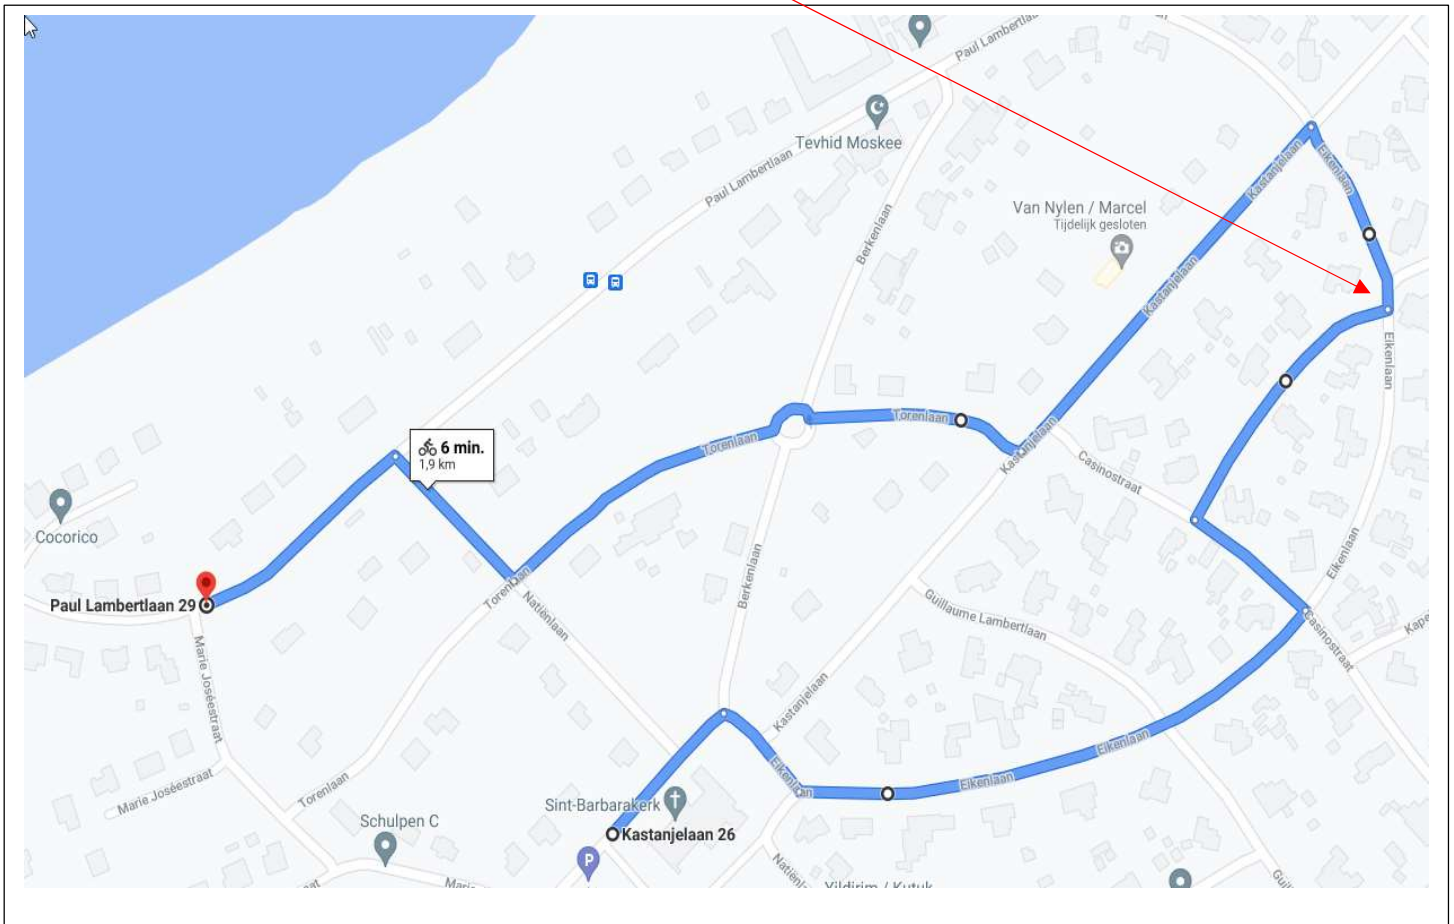 Paul Lambertlaan
Tevhid Moskee
Kastanjelaan
Eikenlaan
Paul Lambertlaan
Van Nylen / Marcel
Tijdelijk gesloten
Berkenlaan
Kastanjelaan
Eikenlaan
Torenlaan
Torenlaan
Kastanjelaan
6 min.
1,9 km
Casinostraat
Cocorico
Eikenlaan
Berkenlaan
Torenlaan
Paul Lambertlaan 29
Natiënlaan
Guillaume Lambertlaan
Casinostraat
Kape
Marie Joséestraat
Kastanjelaan
Eikenlaan
Eikenlaan
Eikenlaan
Marie Joséestraat
Torenlaan
Sint-Barbarakerk
Schulpen C
Kastanjelaan 26
P